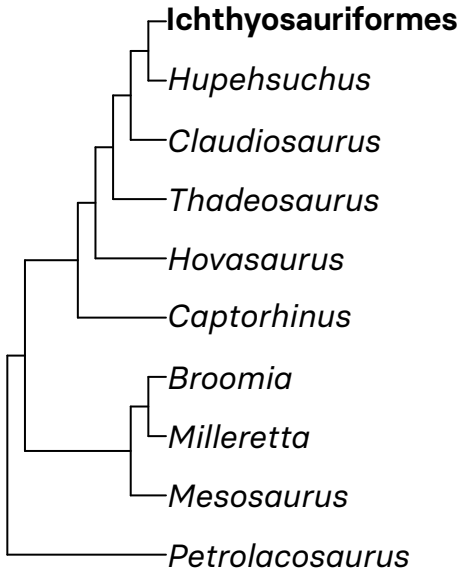 Ichthyosauriformes
Hupehsuchus
Claudiosaurus
Thadeosaurus
Hovasaurus
Captorhinus
Broomia
Milleretta
Mesosaurus
Petrolacosaurus